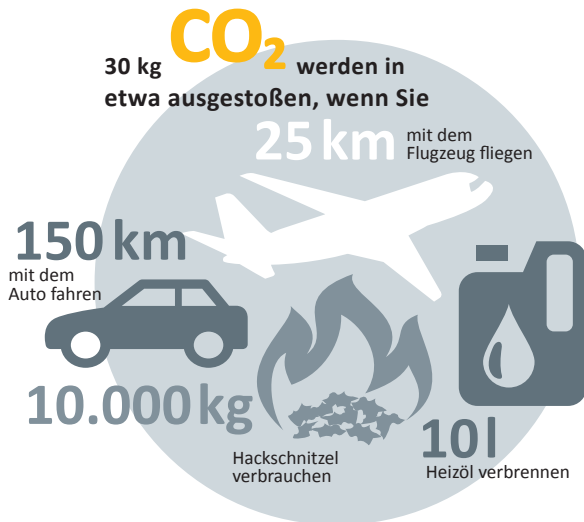 30 kg CO₂ werden in
etwa ausgestoßen, wenn Sie
25 km mit dem
Flugzeug fliegen
150 km
mit dem
Auto fahren
10.000 kg
Hackschnitzel
verbrauchen
10 l
Heizöl verbrennen